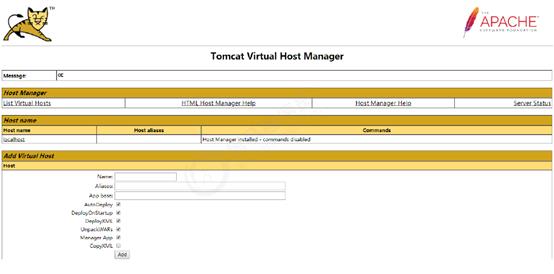 TM
THE
APACHE
SOFTWARE FOUNDATION
Tomcat Virtual Host Manager
Message: OK
Host Manager
List Virtual Hosts HTML Host Manager Help Host Manager Help Server Status
Host name
Host name Host aliases Commands
localhost Host Manager installed - commands disabled
Add Virtual Host
Host
Name:
Aliases:
App base:
AutoDeploy
DeployOnStartup
DeployXML
UnpackWARs
Manager App
CopyXML
Add